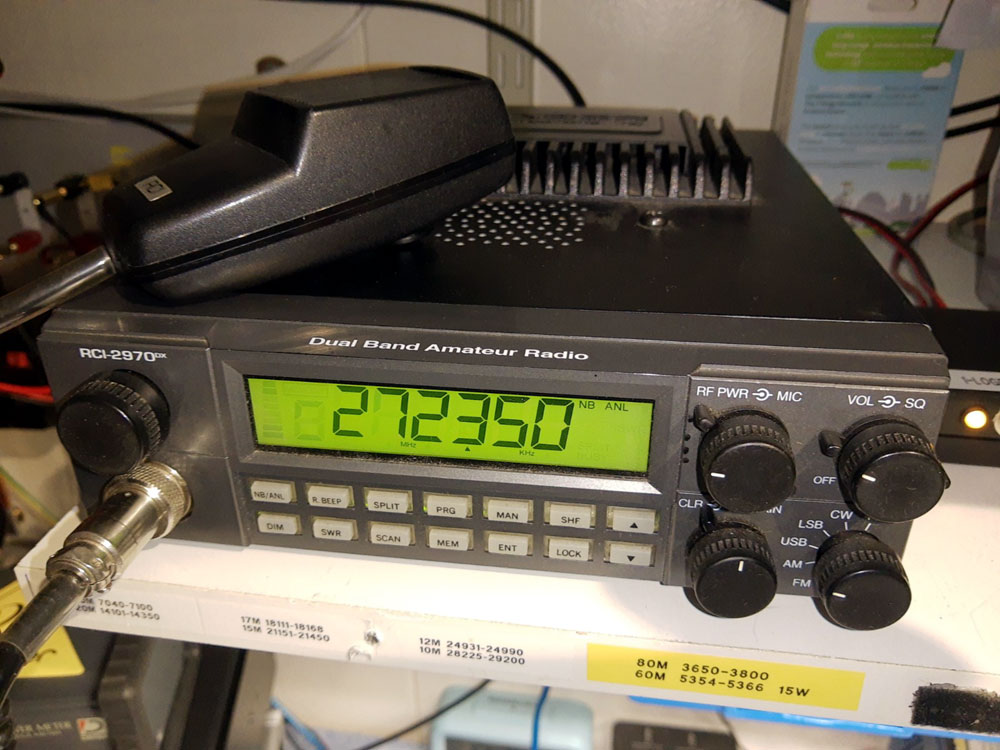 RCI-2970DX
Dual Band Amateur Radio
272350
NB ANL
MHz
KHz
RF PWR MIC
VOL SQ
OFF
CLR
CW
LSB
USB
AM
FM
NB/ANL R.BEEP SPLIT PRG MAN SHF ▲
DIM SWR SCAN MEM ENT LOCK ▼
7040-7100
20M 14101-14350
17M 18111-18168
15M 21151-21450
12M 24931-24990
10M 28225-29200
80M 3650-3800
60M 5354-5366 15W